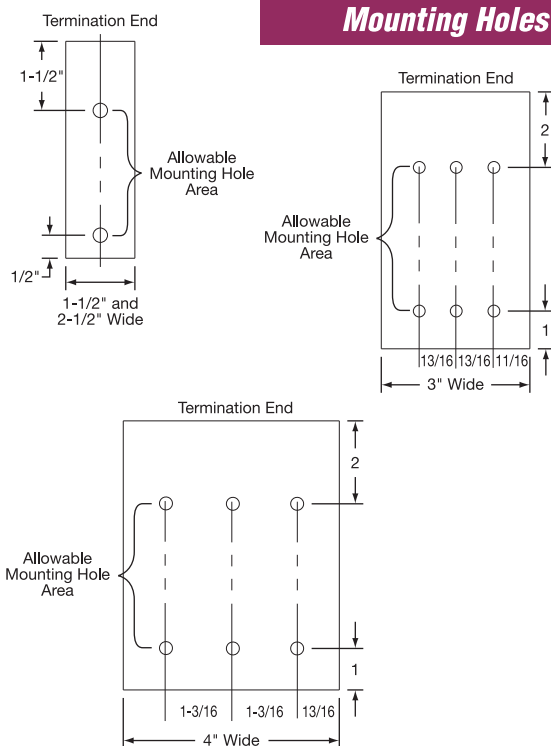 Mounting Holes
Termination End
1-1/2"
Allowable
Mounting Hole
Area
1/2"
1-1/2" and
2-1/2" Wide
Termination End
2
Allowable
Mounting Hole
Area
1
13/16 13/16 11/16
3" Wide
Termination End
2
Allowable
Mounting Hole
Area
1
1-3/16 1-3/16 13/16
4" Wide